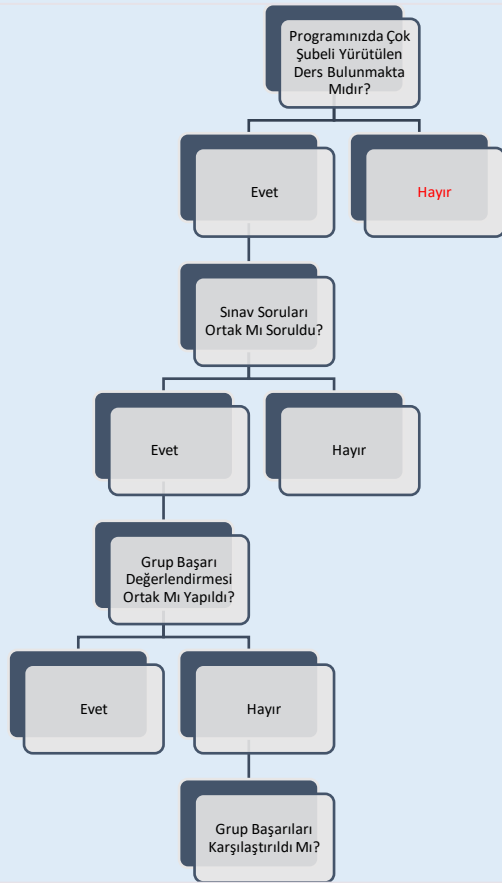 Programınızda Çok
Şubeli Yürütülen
Ders Bulunmakta
Mıdır?
Evet
Hayır
Sınav Soruları
Ortak Mı Soruldu?
Evet
Hayır
Grup Başarı
Değerlendirmesi
Ortak Mı Yapıldı?
Evet
Hayır
Grup Başarıları
Karşılaştırıldı Mı?